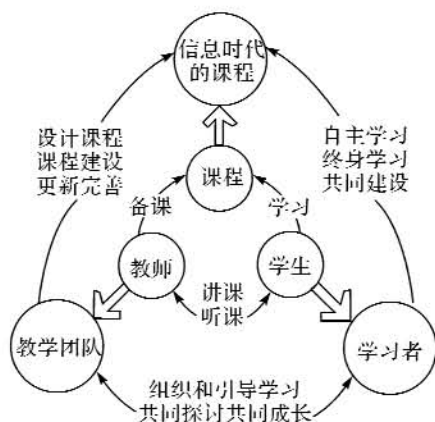 信息时代
的课程
设计课程
课程建设
更新完善
自主学习
终身学习
共同建设
课程
备课
学习
教师
学生
讲课
听课
教学团队
学习者
组织和引导学习
共同探讨共同成长